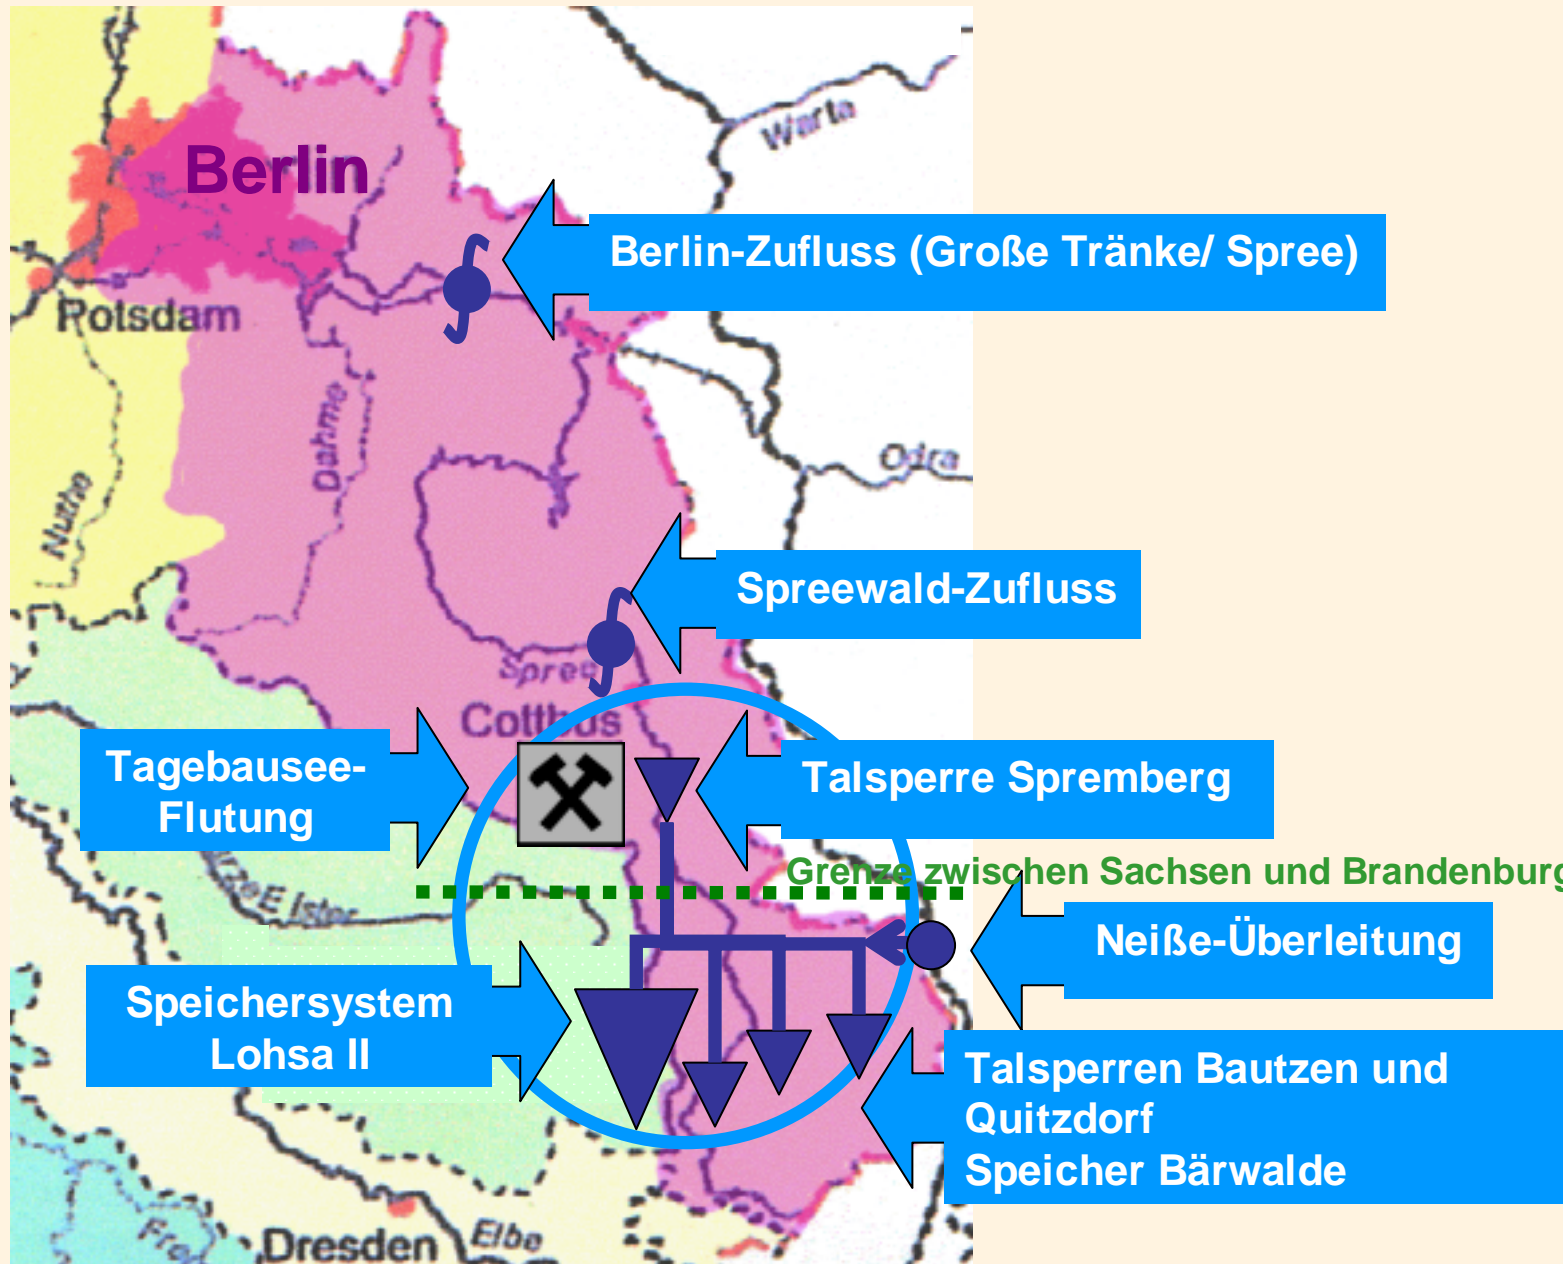 Warta
Berlin
Berlin-Zufluss (Große Tränke/ Spree)
Potsdam
Dahme
Odra
Nuthe
Spreewald-Zufluss
Spree
Cottbus
Tagebausee-
Flutung
Talsperre Spremberg
Grenze zwischen Sachsen und Brandenburg
Elster
Neiße-Überleitung
Speichersystem
Lohsa II
Talsperren Bautzen und
Quitzdorf
Speicher Bärwalde
Dresden
Elbe